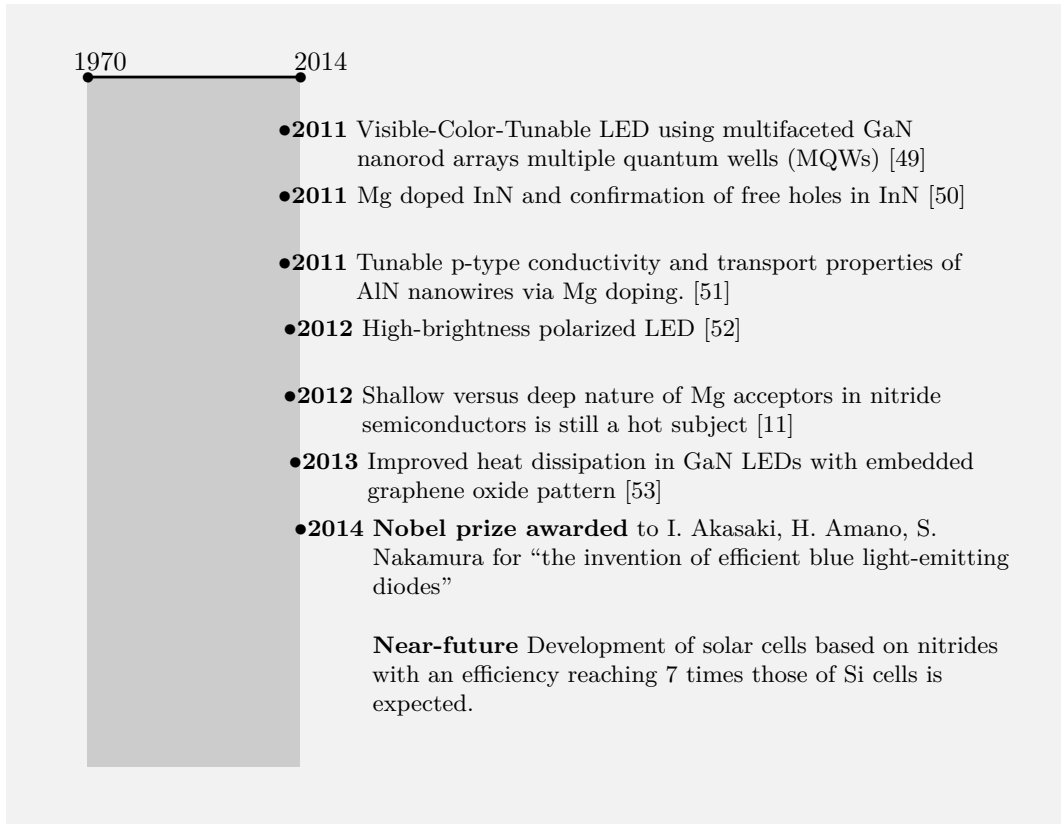 1970 2014
•2011 Visible-Color-Tunable LED using multifaceted GaN
nanorod arrays multiple quantum wells (MQWs) [49]
•2011 Mg doped InN and confirmation of free holes in InN [50]
•2011 Tunable p-type conductivity and transport properties of
AlN nanowires via Mg doping. [51]
•2012 High-brightness polarized LED [52]
•2012 Shallow versus deep nature of Mg acceptors in nitride
semiconductors is still a hot subject [11]
•2013 Improved heat dissipation in GaN LEDs with embedded
graphene oxide pattern [53]
•2014 Nobel prize awarded to I. Akasaki, H. Amano, S.
Nakamura for “the invention of efficient blue light-emitting
diodes”
Near-future Development of solar cells based on nitrides
with an efficiency reaching 7 times those of Si cells is
expected.